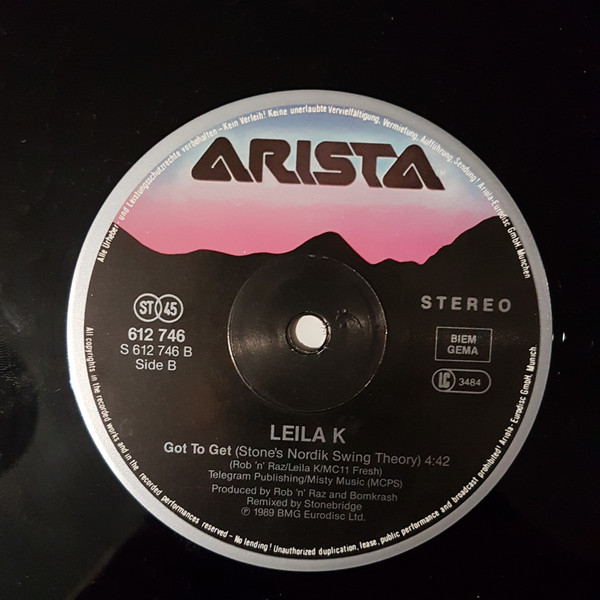 Alle Urheber- und Leistungsschutzrechte vorbehalten - Kein Verleih! Keine unerlaubte Vervielfältigung, Vermietung, Aufführung, Sendung! Ariola-Eurodisc GmbH, München
ARISTA
STEREO
ST 45
612 746
S 612 746 B
Side B
BIEM
GEMA
LC 3484
LEILA K
Got To Get (Stone's Nordik Swing Theory) 4:42
(Rob 'n' Raz/Leila K/MC11 Fresh)
Telegram Publishing/Misty Music (MCPS)
Produced by Rob 'n' Raz and Bomkrash
Remixed by Stonebridge
℗ 1989 BMG Eurodisc Ltd.
All copyrights in the recorded works and in the recorded performances reserved - No lending! Unauthorized duplication, lease, public performance and broadcast prohibited! Ariola-Eurodisc GmbH, Munich.